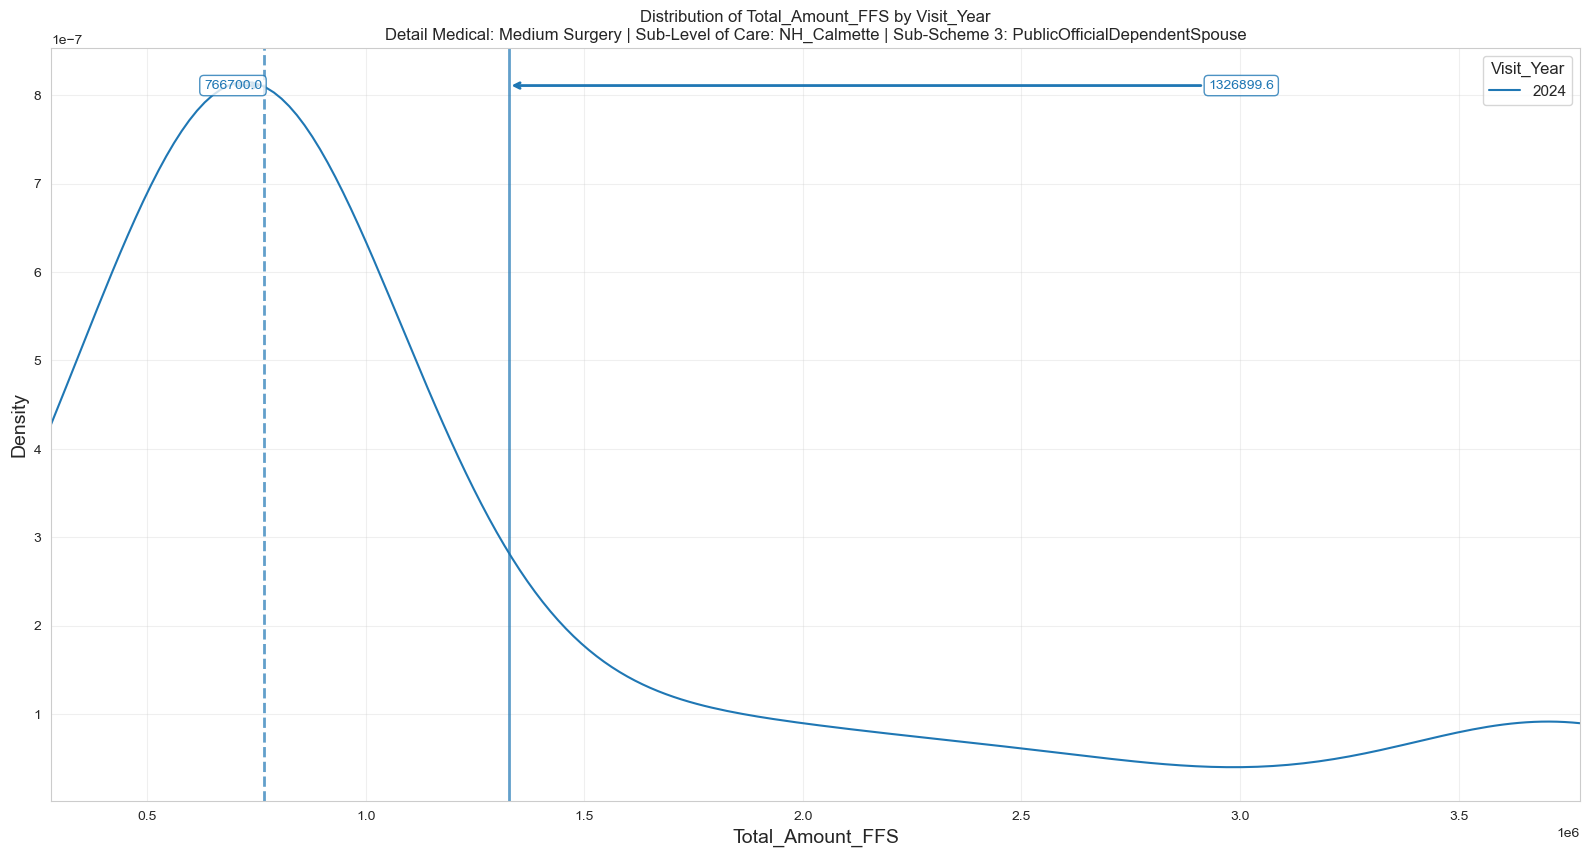 Distribution of Total_Amount_FFS by Visit_Year
Detail Medical: Medium Surgery | Sub-Level of Care: NH_Calmette | Sub-Scheme 3: PublicOfficialDependentSpouse
1e−7
766700.0
1326899.6
Visit_Year
2024
8
7
6
5
4
3
2
1
Density
0.5
1.0
1.5
2.0
2.5
3.0
3.5
1e6
Total_Amount_FFS